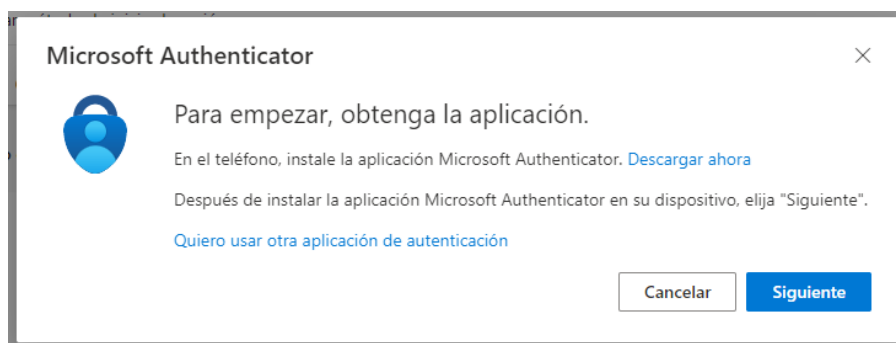 Microsoft Authenticator
Para empezar, obtenga la aplicación.
En el teléfono, instale la aplicación Microsoft Authenticator. Descargar ahora
Después de instalar la aplicación Microsoft Authenticator en su dispositivo, elija "Siguiente".
Quiero usar otra aplicación de autenticación
Cancelar Siguiente